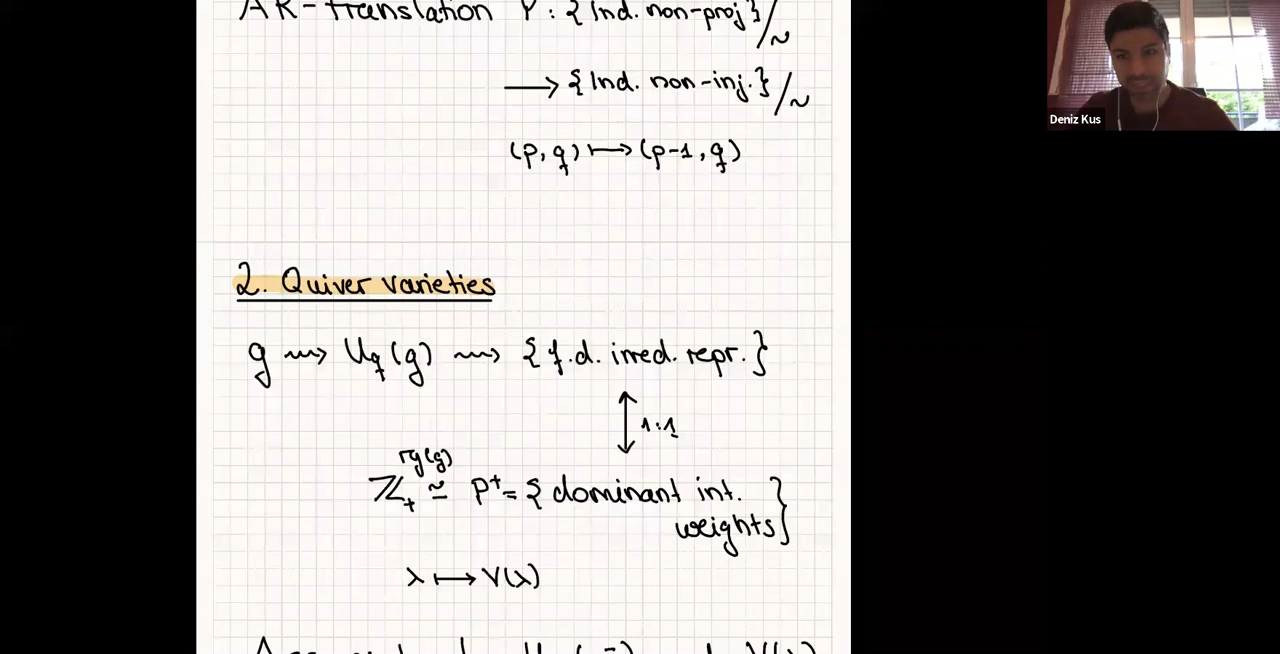 AR-translation γ: {Ind. non-proj}/~
⟶ {Ind. non-inj.}/~
(p,q) ⟼ (p-1,q)
Deniz Kus
2. Quiver varieties
g ⇝ U_q(g) ⇝ {f.d. irred. repr.}
↕ 1:1
ℤ_+^{rg(g)} ≃ P^+ = {dominant int.
weights}
λ ⟼ V(λ)